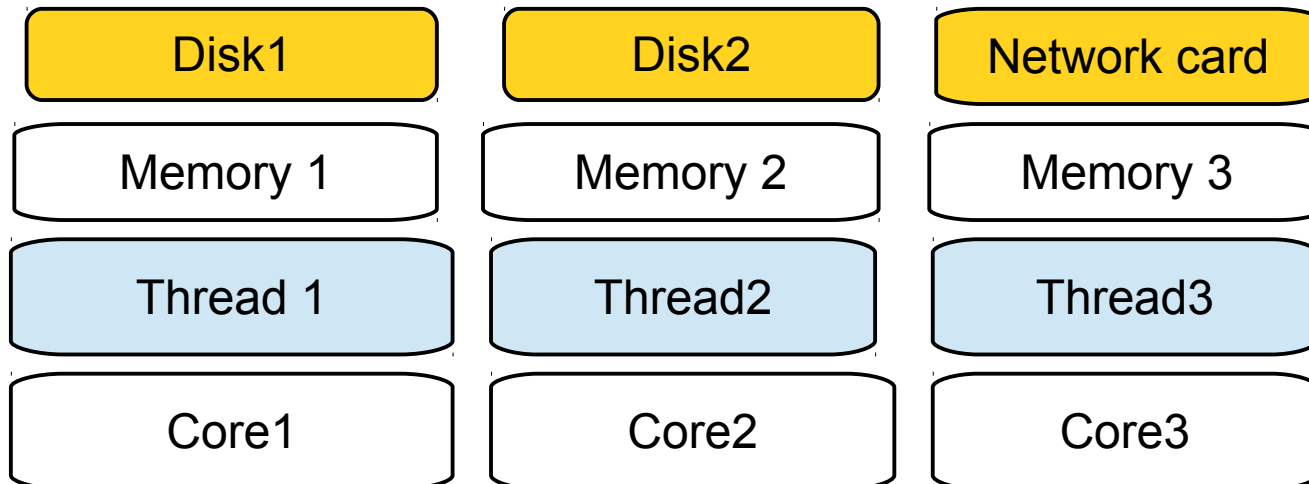 Disk1 Disk2 Network card
Memory 1 Memory 2 Memory 3
Thread 1 Thread2 Thread3
Core1 Core2 Core3